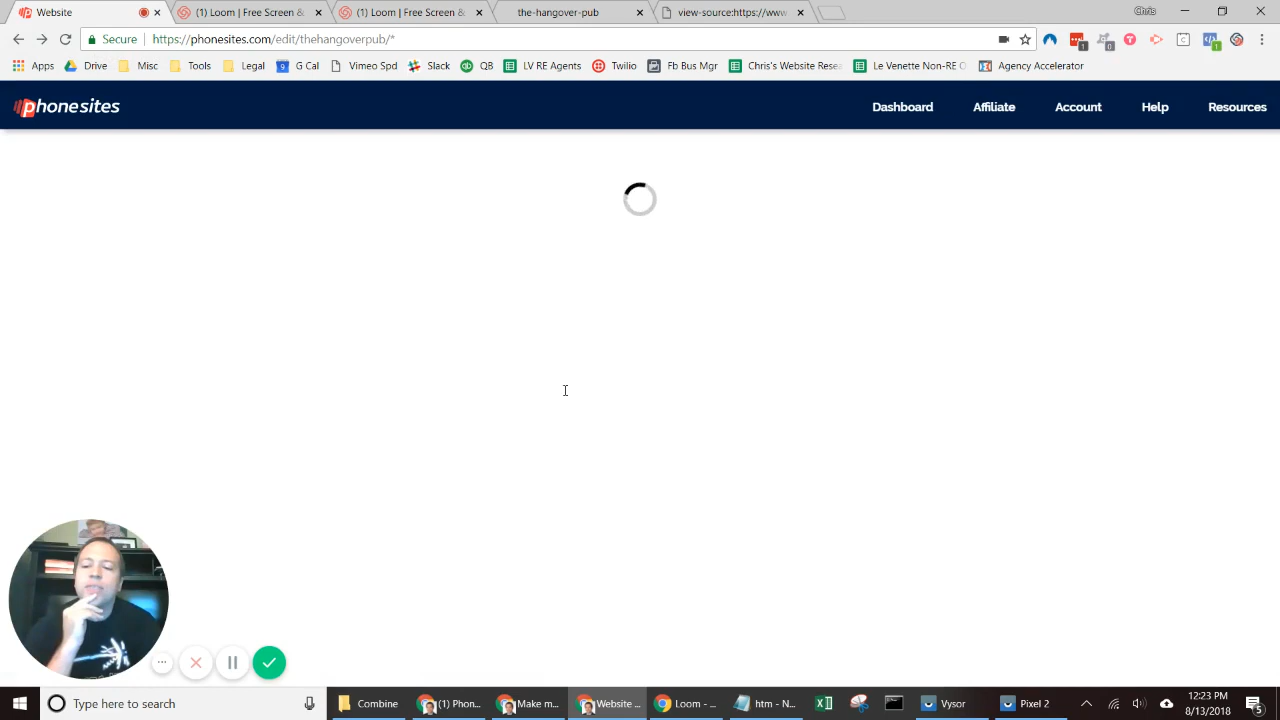 Website
(1) Loom | Free Screen &
(1) Loom | Free Screen &
the-hangover-pub
view-source:https://www
Chris
Secure
https://phonesites.com/edit/thehangoverpub/*
Apps
Drive
Misc
Tools
Legal
G Cal
Vimeo Spd
Slack
QB
LV RE Agents
Twilio
Fb Bus Mgr
Chris's Website Resea
Le Venette Non-RE
Agency Accelerator
phonesites
Dashboard
Affiliate
Account
Help
Resources
Type here to search
Combine
(1) Phon...
Make m...
Website ...
Loom - ...
htm - N...
Vysor
Pixel 2
12:23 PM
8/13/2018
5